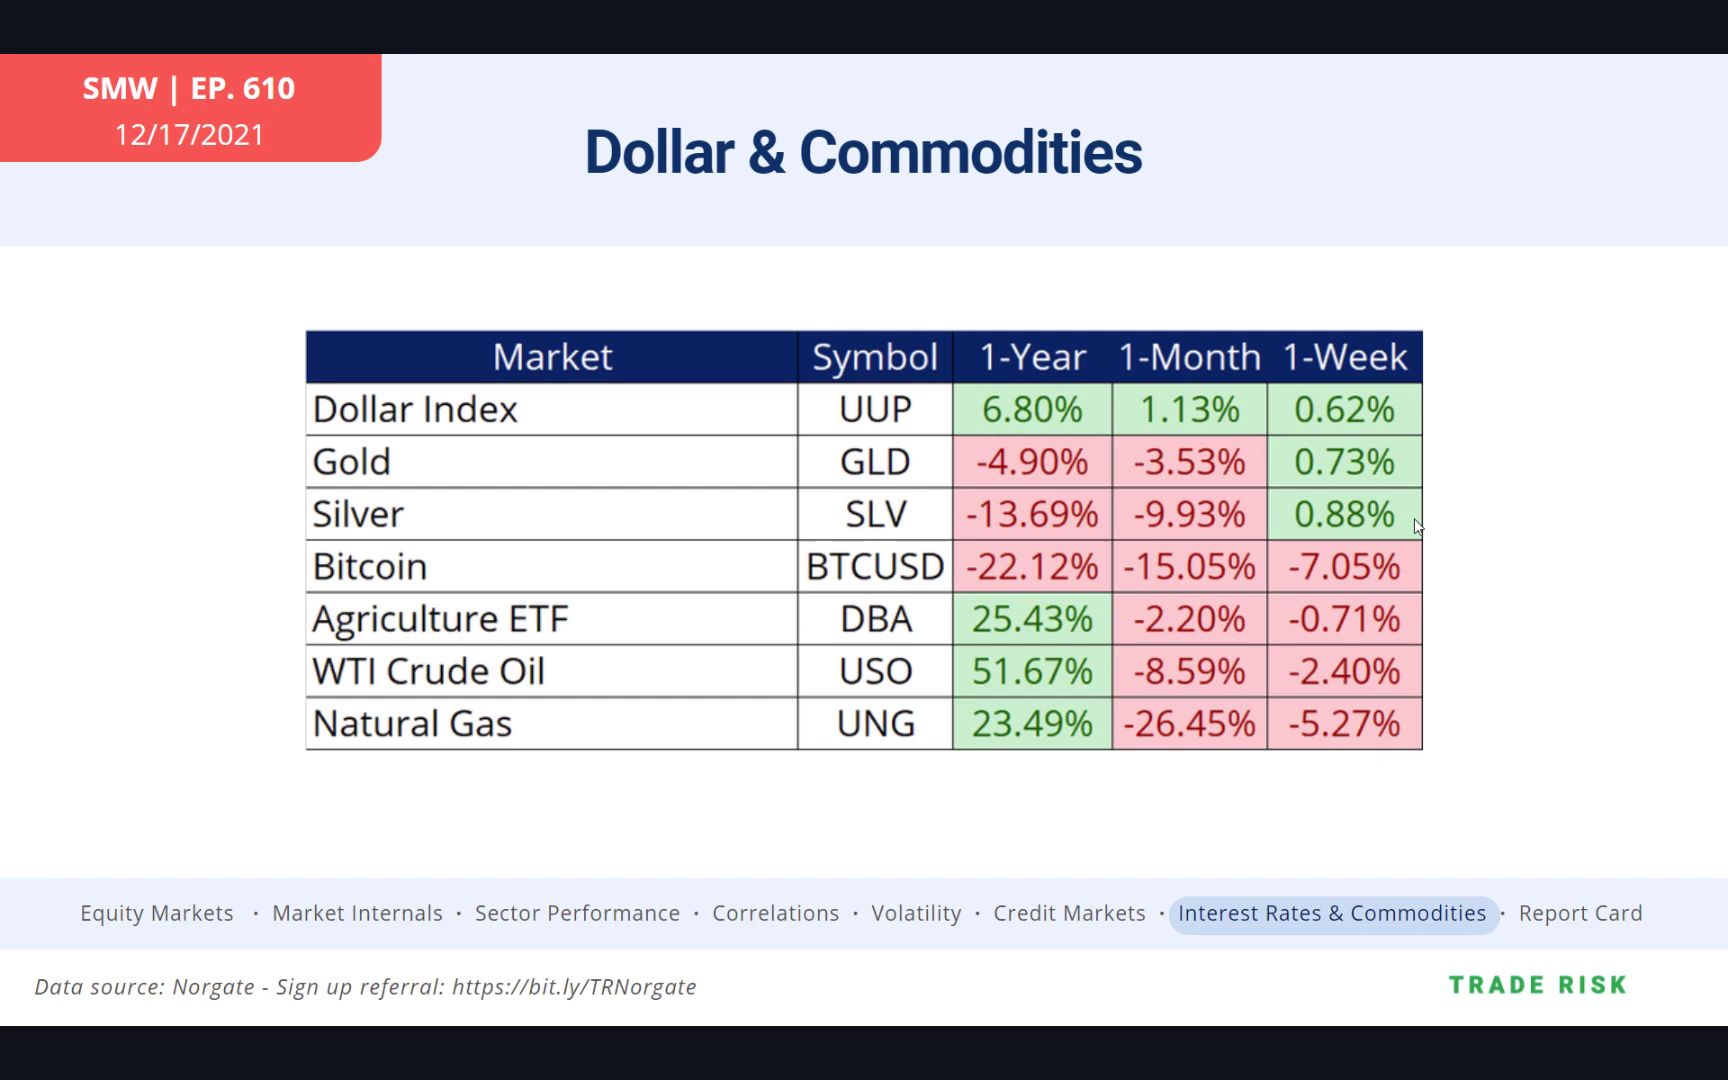 SMW | EP. 610
12/17/2021
Dollar & Commodities
Market Symbol 1-Year 1-Month 1-Week
Dollar Index UUP 6.80% 1.13% 0.62%
Gold GLD -4.90% -3.53% 0.73%
Silver SLV -13.69% -9.93% 0.88%
Bitcoin BTCUSD -22.12% -15.05% -7.05%
Agriculture ETF DBA 25.43% -2.20% -0.71%
WTI Crude Oil USO 51.67% -8.59% -2.40%
Natural Gas UNG 23.49% -26.45% -5.27%
Equity Markets · Market Internals · Sector Performance · Correlations · Volatility · Credit Markets · Interest Rates & Commodities · Report Card
Data source: Norgate - Sign up referral: https://bit.ly/TRNorgate
TRADE RISK